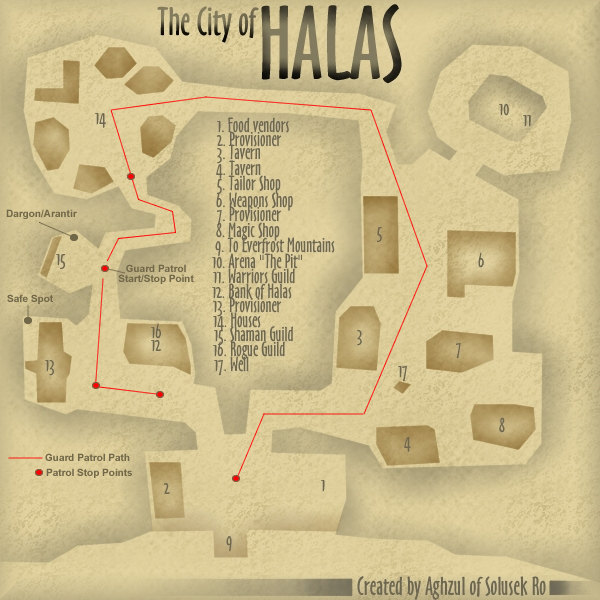 The City of HALAS
14
10
11
1. Food vendors
2. Provisioner
3. Tavern
4. Tavern
5. Tailor Shop
6. Weapons Shop
7. Provisioner
8. Magic Shop
9. To Everfrost Mountains
10. Arena "The Pit"
11. Warriors Guild
12. Bank of Halas
13. Provisioner
14. Houses
15. Shaman Guild
16. Rogue Guild
17. Well
Dargon/Arantir
15
5
6
Guard Patrol
Start/Stop Point
Safe Spot
16
12
13
3
7
17
8
4
Guard Patrol Path
Patrol Stop Points
2
1
9
Created by Aghzul of Solusek Ro